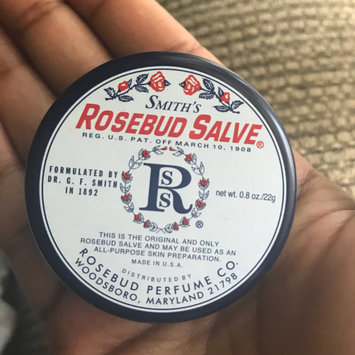 SMITH'S
ROSEBUD SALVE®
REG. U.S. PAT. OFF MARCH 10, 1908
FORMULATED BY
DR. G. F. SMITH
IN 1892
RSS
®
net wt. 0.8 oz./22g
THIS IS THE ORIGINAL AND ONLY
ROSEBUD SALVE AND MAY BE USED AS AN
ALL-PURPOSE SKIN PREPARATION.
MADE IN U.S.A.
DISTRIBUTED BY
ROSEBUD PERFUME CO.
WOODSBORO, MARYLAND 21798